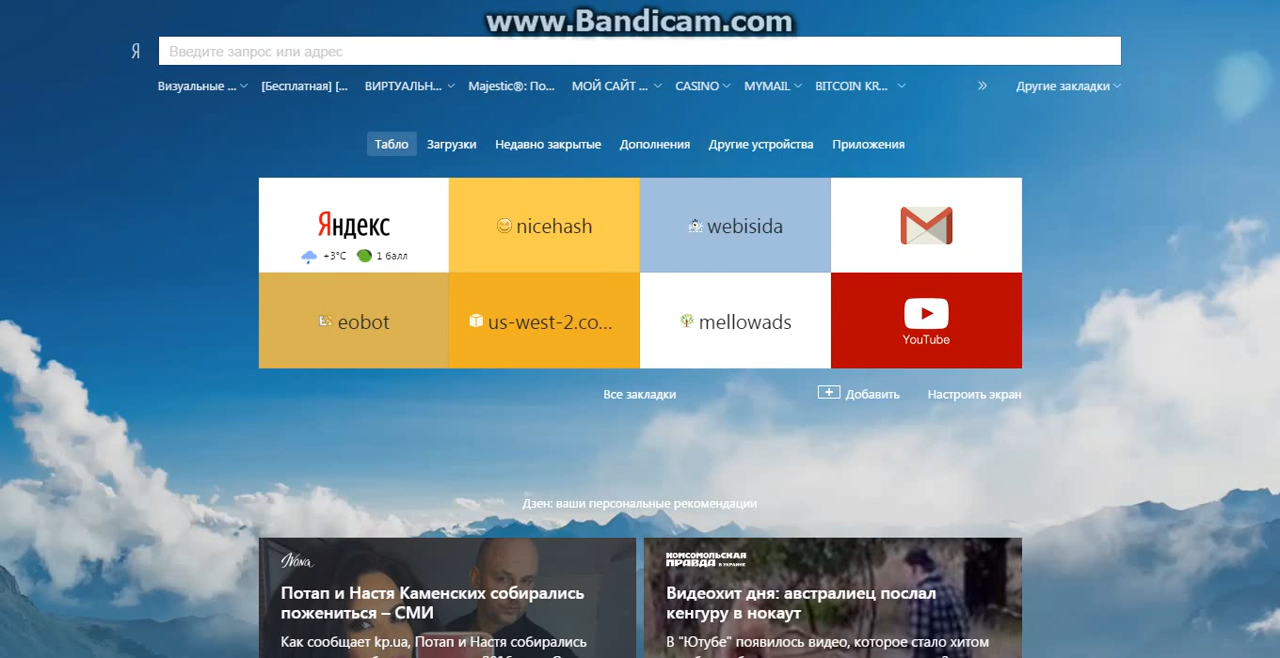 www.Bandicam.com
Я
Введите запрос или адрес
Визуальные ...
[Бесплатная] [...
ВИРТУАЛЬН...
Majestic®: По...
МОЙ САЙТ ...
CASINO
MYMAIL
BITCOIN KR...
»
Другие закладки
Табло
Загрузки
Недавно закрытые
Дополнения
Другие устройства
Приложения
Яндекс
+3°C
1 балл
nicehash
webisida
eobot
us-west-2.co...
mellowads
YouTube
Все закладки
Добавить
Настроить экран
Дзен: ваши персональные рекомендации
Nona
Потап и Настя Каменских собирались
пожениться – СМИ
Как сообщает kp.ua, Потап и Настя собирались
КОМСОМОЛЬСКАЯ
ПРАВДА В УКРАИНЕ
Видеохит дня: австралиец послал
кенгуру в нокаут
В "Ютубе" появилось видео, которое стало хитом